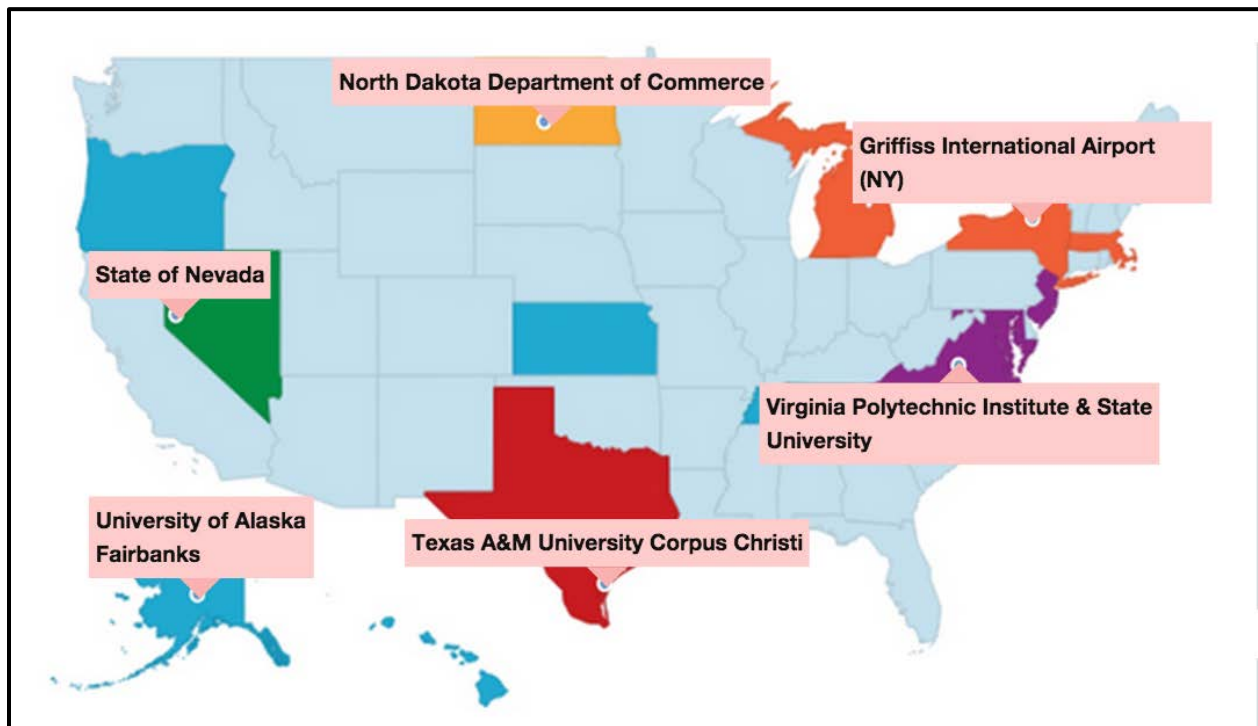 North Dakota Department of Commerce
Griffiss International Airport
(NY)
State of Nevada
Virginia Polytechnic Institute & State
University
University of Alaska
Fairbanks
Texas A&M University Corpus Christi